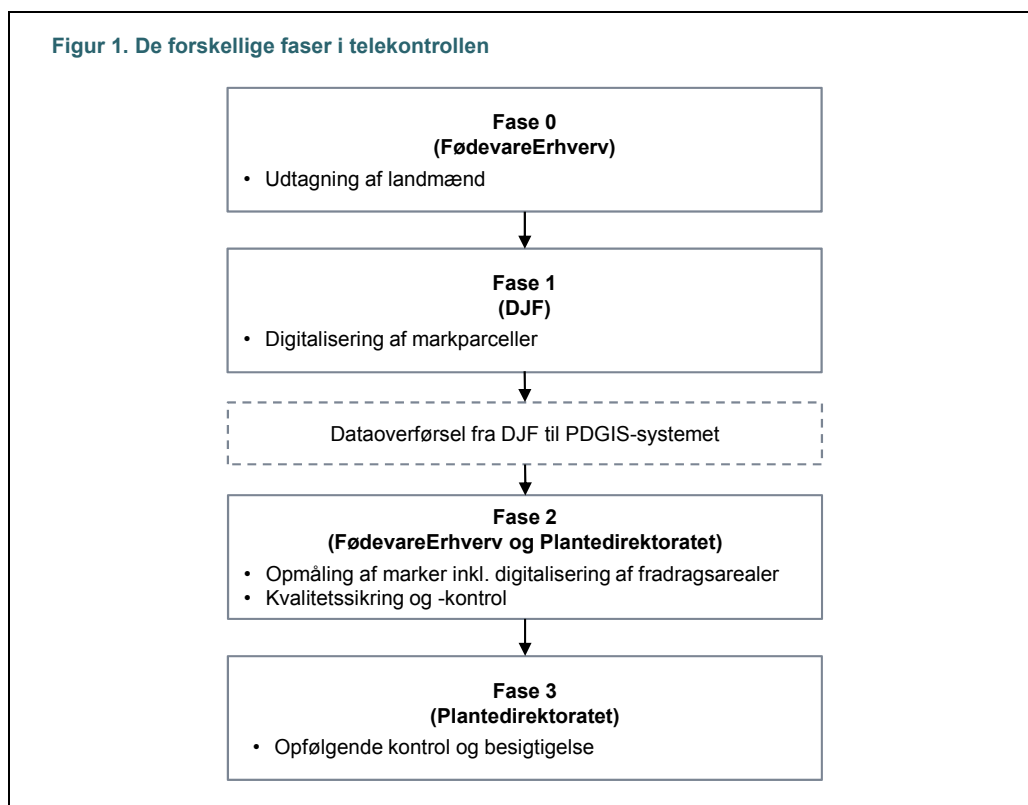 Figur 1. De forskellige faser i telekontrollen
Fase 0
(FødevareErhverv)
• Udtagning af landmænd
Fase 1
(DJF)
• Digitalisering af markparceller
Dataoverførsel fra DJF til PDGIS-systemet
Fase 2
(FødevareErhverv og Plantedirektoratet)
• Opmåling af marker inkl. digitalisering af fradragsarealer
• Kvalitetssikring og -kontrol
Fase 3
(Plantedirektoratet)
• Opfølgende kontrol og besigtigelse